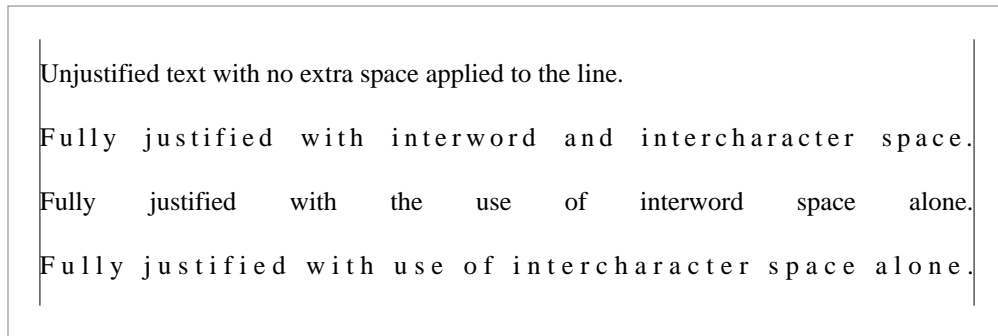 Unjustified text with no extra space applied to the line.
Fully justified with interword and intercharacter space.
Fully justified with the use of interword space alone.
Fully justified with use of intercharacter space alone.